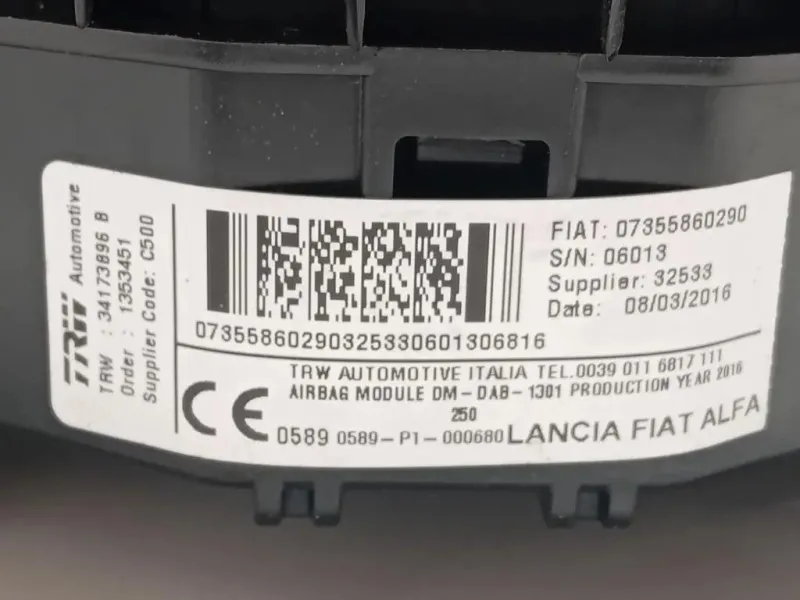 TRW Automotive
TRW : 34173896 B
Order : 1353451
Supplier Code: C500
FIAT: 07355860290
S/N: 06013
Supplier: 32533
Date: 08/03/2016
07355860290325330601306816
TRW AUTOMOTIVE ITALIA TEL.0039 011 6817 111
AIRBAG MODULE DM-DAB-1301 PRODUCTION YEAR 2016
250
CE 0589 0589-P1-000680 LANCIA FIAT ALFA